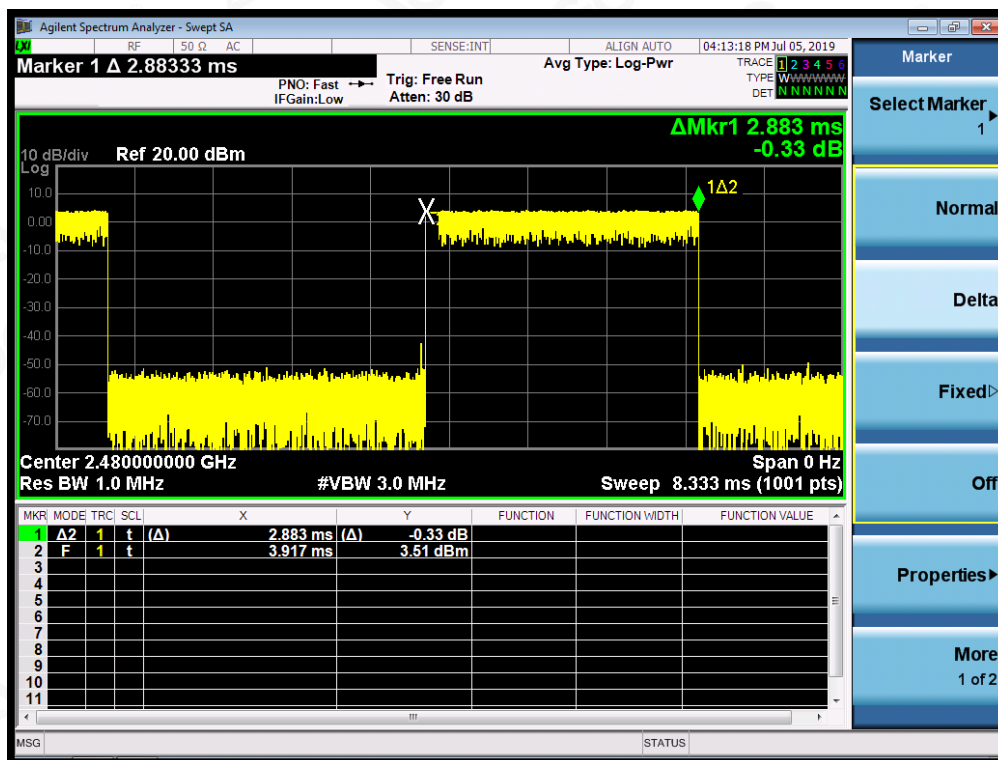 Agilent Spectrum Analyzer - Swept SA
LXI RF 50 Ω AC SENSE:INT ALIGN AUTO 04:13:18 PM Jul 05, 2019
Marker 1 Δ 2.88333 ms
PNO: Fast
IFGain:Low
Trig: Free Run
Atten: 30 dB
Avg Type: Log-Pwr
TRACE 1 2 3 4 5 6
TYPE WWWWWWW
DET N N N N N N
ΔMkr1 2.883 ms
-0.33 dB
10 dB/div Ref 20.00 dBm
Log
10.0
0.00
-10.0
-20.0
-30.0
-40.0
-50.0
-60.0
-70.0
1Δ2
Center 2.480000000 GHz Span 0 Hz
Res BW 1.0 MHz #VBW 3.0 MHz Sweep 8.333 ms (1001 pts)
MKR MODE TRC SCL X Y FUNCTION FUNCTION WIDTH FUNCTION VALUE
1 Δ2 1 t (Δ) 2.883 ms (Δ) -0.33 dB
2 F 1 t 3.917 ms 3.51 dBm
3
4
5
6
7
8
9
10
11
MSG STATUS
Marker
Select Marker
1
Normal
Delta
Fixed
Off
Properties
More
1 of 2